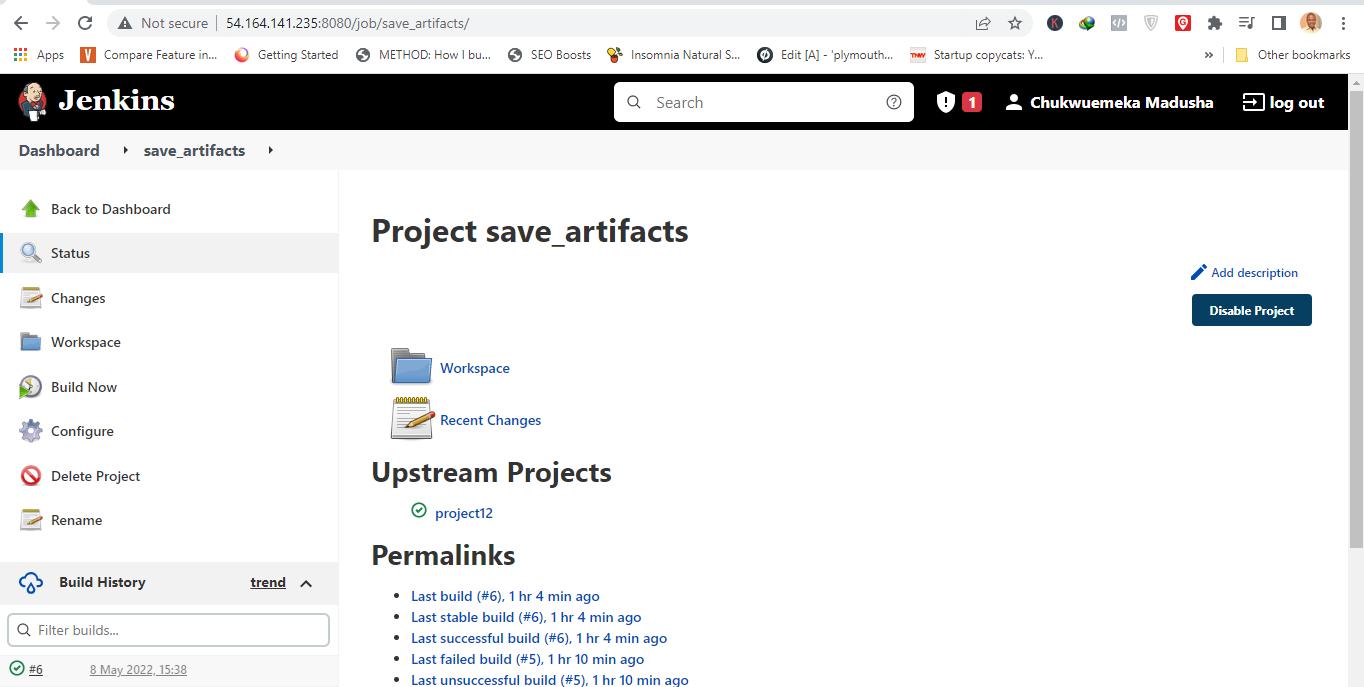 Not secure | 54.164.141.235:8080/job/save_artifacts/
Apps Compare Feature in... Getting Started METHOD: How I bu... SEO Boosts Insomnia Natural S... Edit [A] - 'plymouth... Startup copycats: Y... » Other bookmarks
Jenkins Search 1 Chukwuemeka Madusha log out
Dashboard save_artifacts
Back to Dashboard
Status
Changes
Workspace
Build Now
Configure
Delete Project
Rename
Build History trend
Filter builds...
#6 8 May 2022, 15:38
Project save_artifacts
Add description
Disable Project
Workspace
Recent Changes
Upstream Projects
project12
Permalinks
Last build (#6), 1 hr 4 min ago
Last stable build (#6), 1 hr 4 min ago
Last successful build (#6), 1 hr 4 min ago
Last failed build (#5), 1 hr 10 min ago
Last unsuccessful build (#5), 1 hr 10 min ago